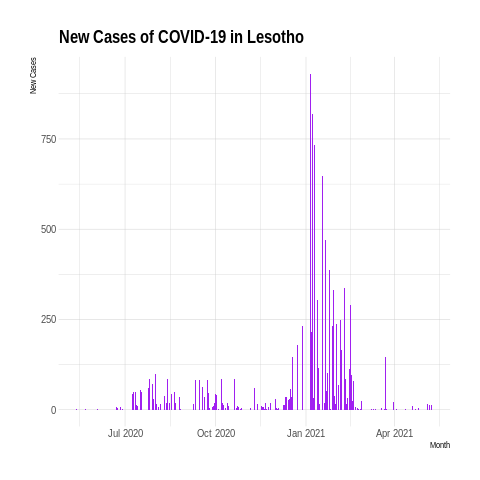 New Cases of COVID-19 in Lesotho
New Cases
750
500
250
0
Jul 2020
Oct 2020
Jan 2021
Apr 2021
Month